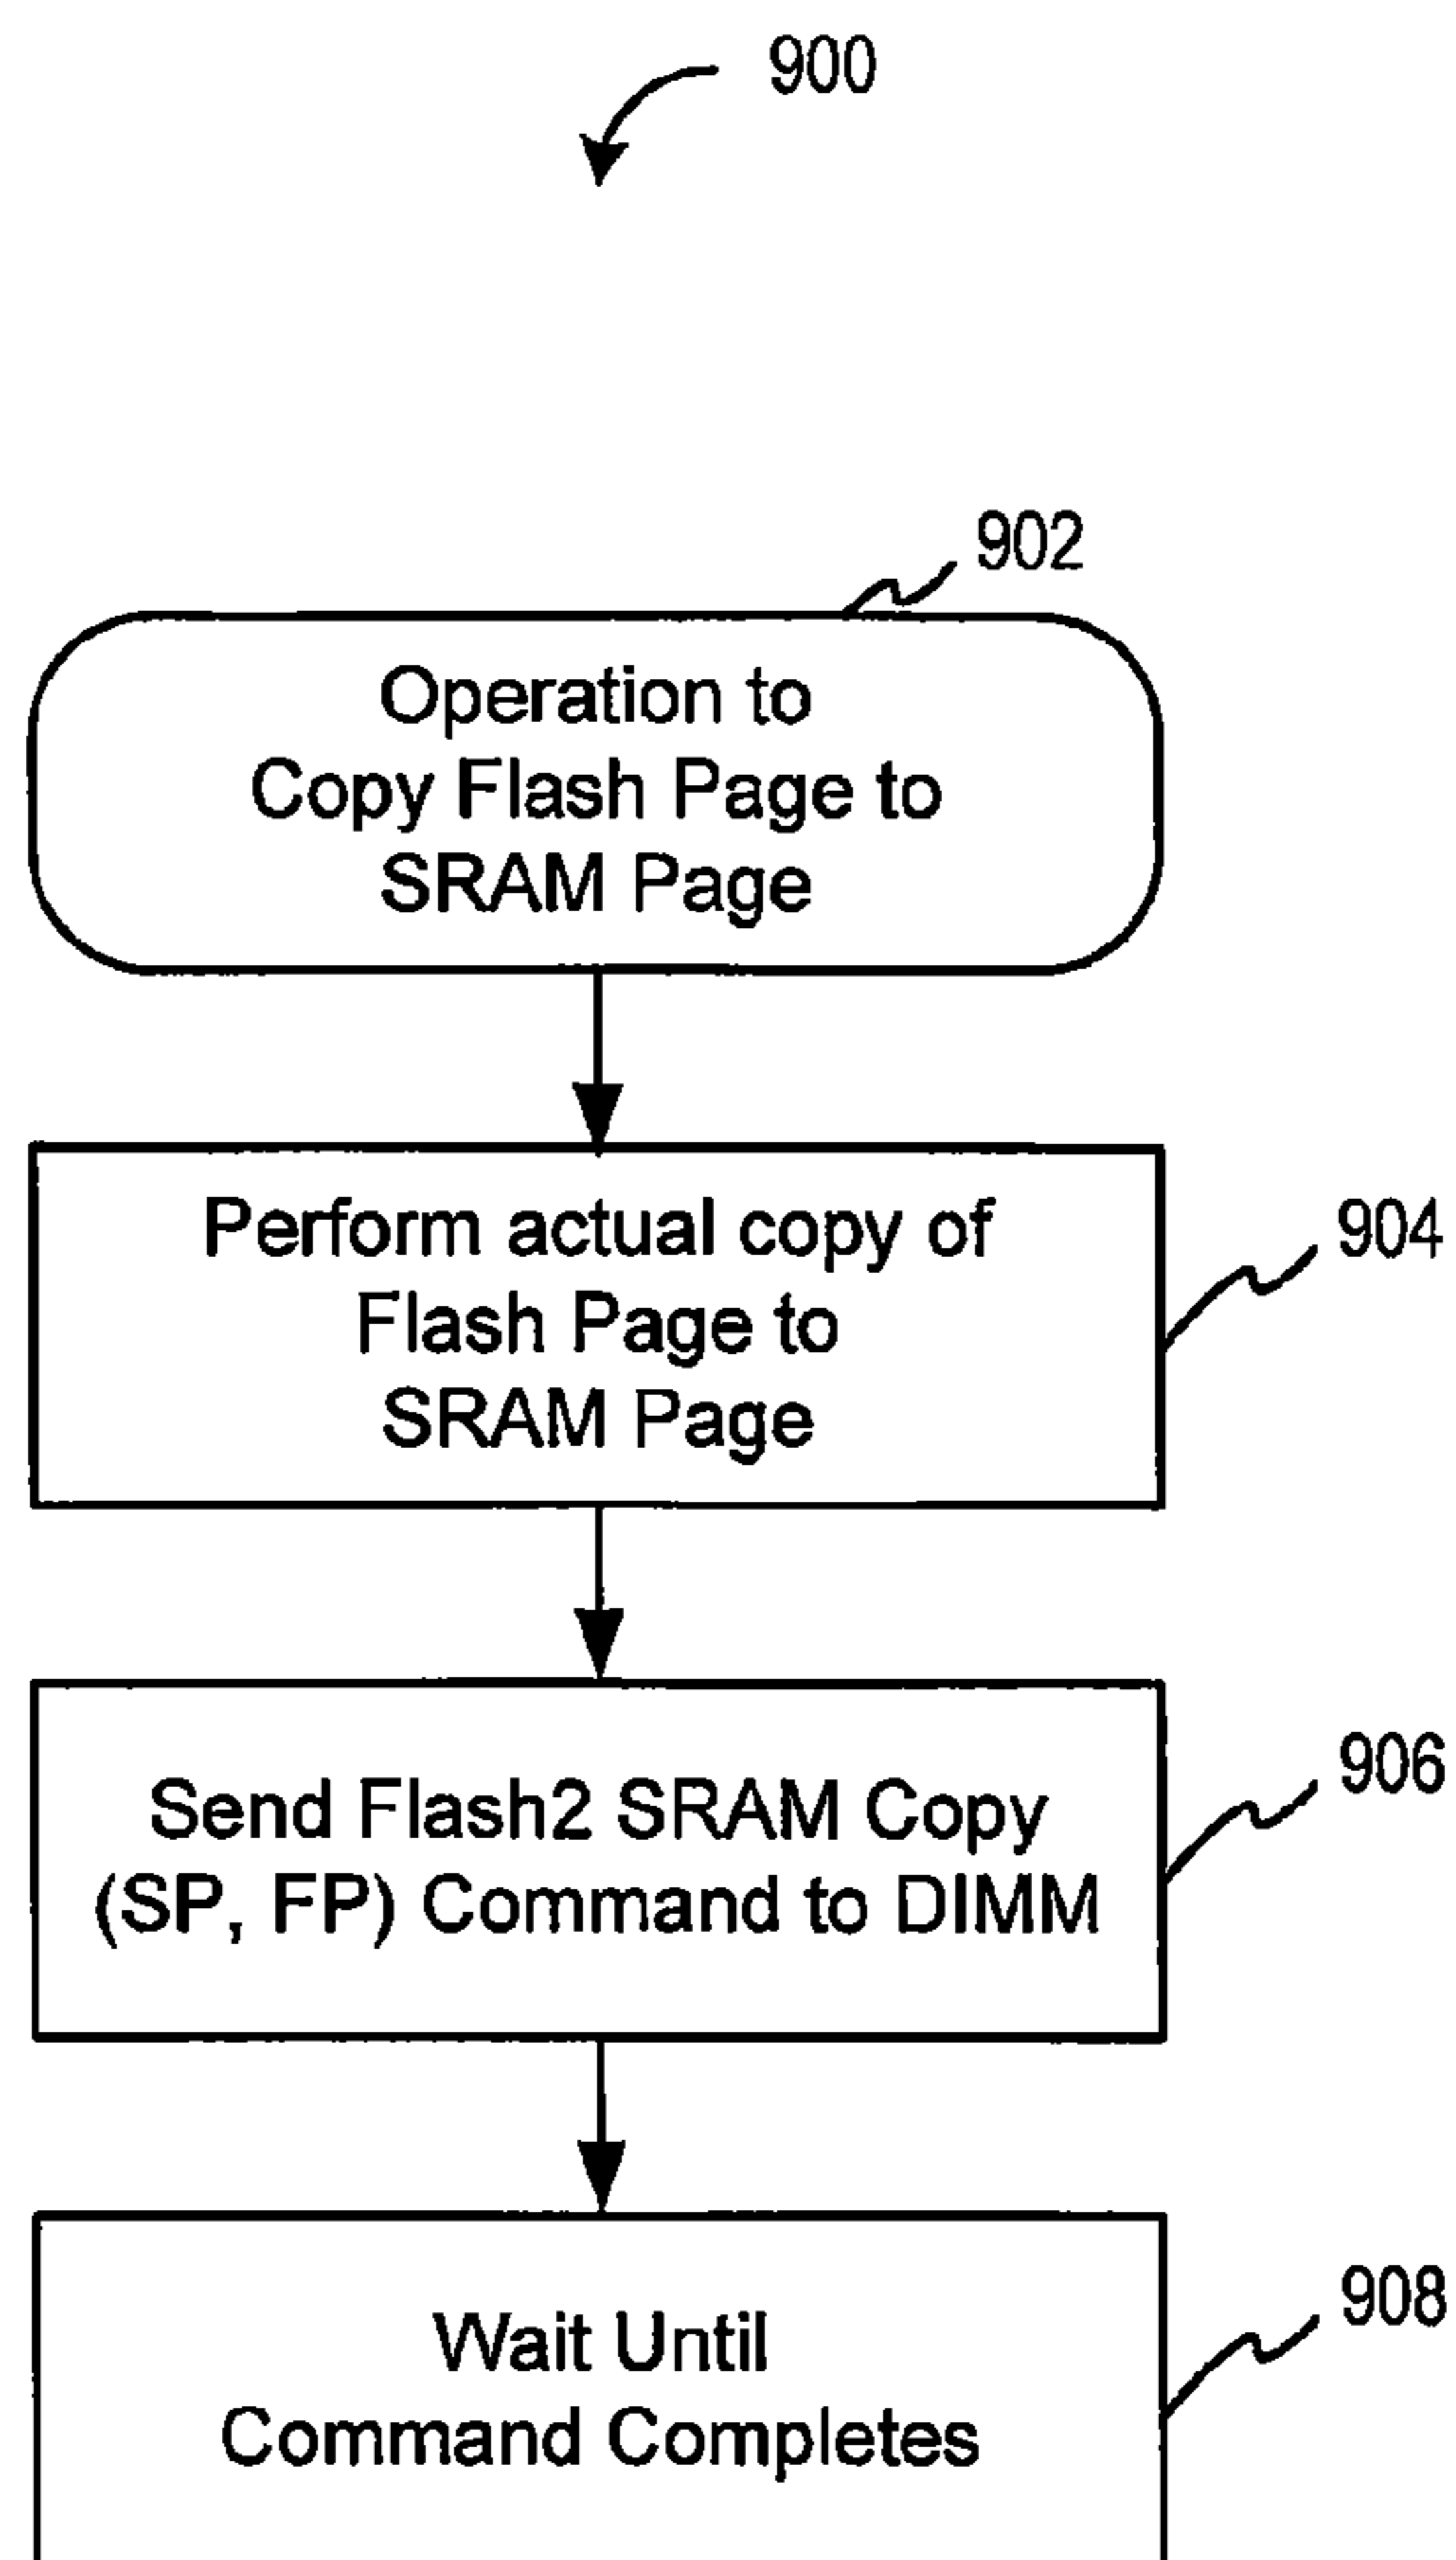 900
902
Operation to
Copy Flash Page to
SRAM Page
904
Perform actual copy of
Flash Page to
SRAM Page
906
Send Flash2 SRAM Copy
(SP, FP) Command to DIMM
908
Wait Until
Command Completes